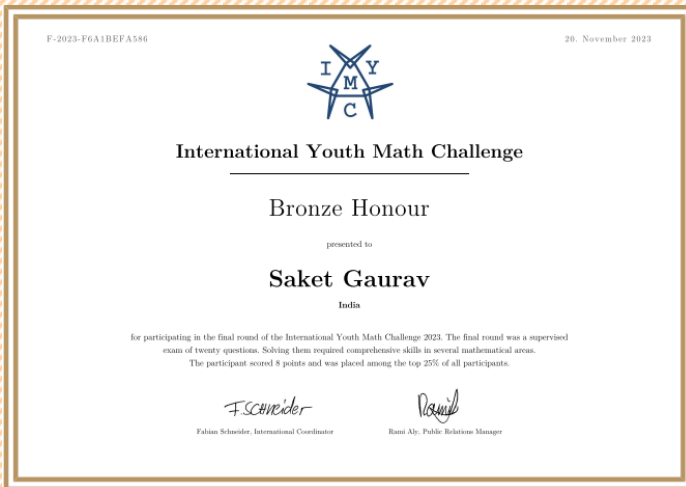 F-2023-F6A1BEFA586
20. November 2023
I Y
M
C
International Youth Math Challenge
Bronze Honour
presented to
Saket Gaurav
India
for participating in the final round of the International Youth Math Challenge 2023. The final round was a supervised
exam of twenty questions. Solving them required comprehensive skills in several mathematical areas.
The participant scored 8 points and was placed among the top 25% of all participants.
F. Schneider
Fabian Schneider, International Coordinator
Rami Aly, Public Relations Manager